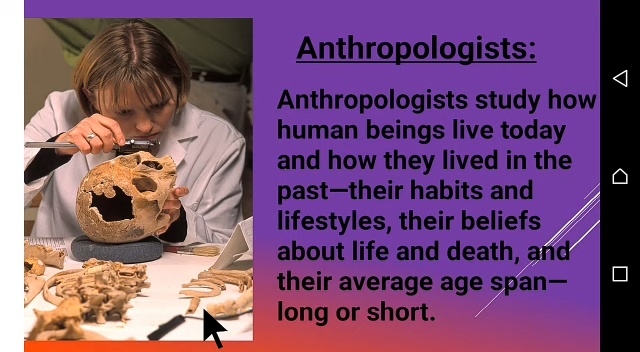 Anthropologists:
Anthropologists study how
human beings live today
and how they lived in the
past—their habits and
lifestyles, their beliefs
about life and death, and
their average age span—
long or short.